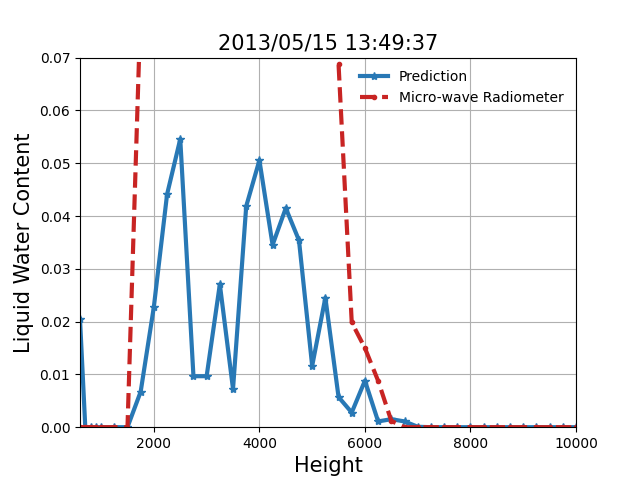 2013/05/15 13:49:37
Prediction
Micro-wave Radiometer
Liquid Water Content
0.07
0.06
0.05
0.04
0.03
0.02
0.01
0.00
2000 4000 6000 8000 10000
Height